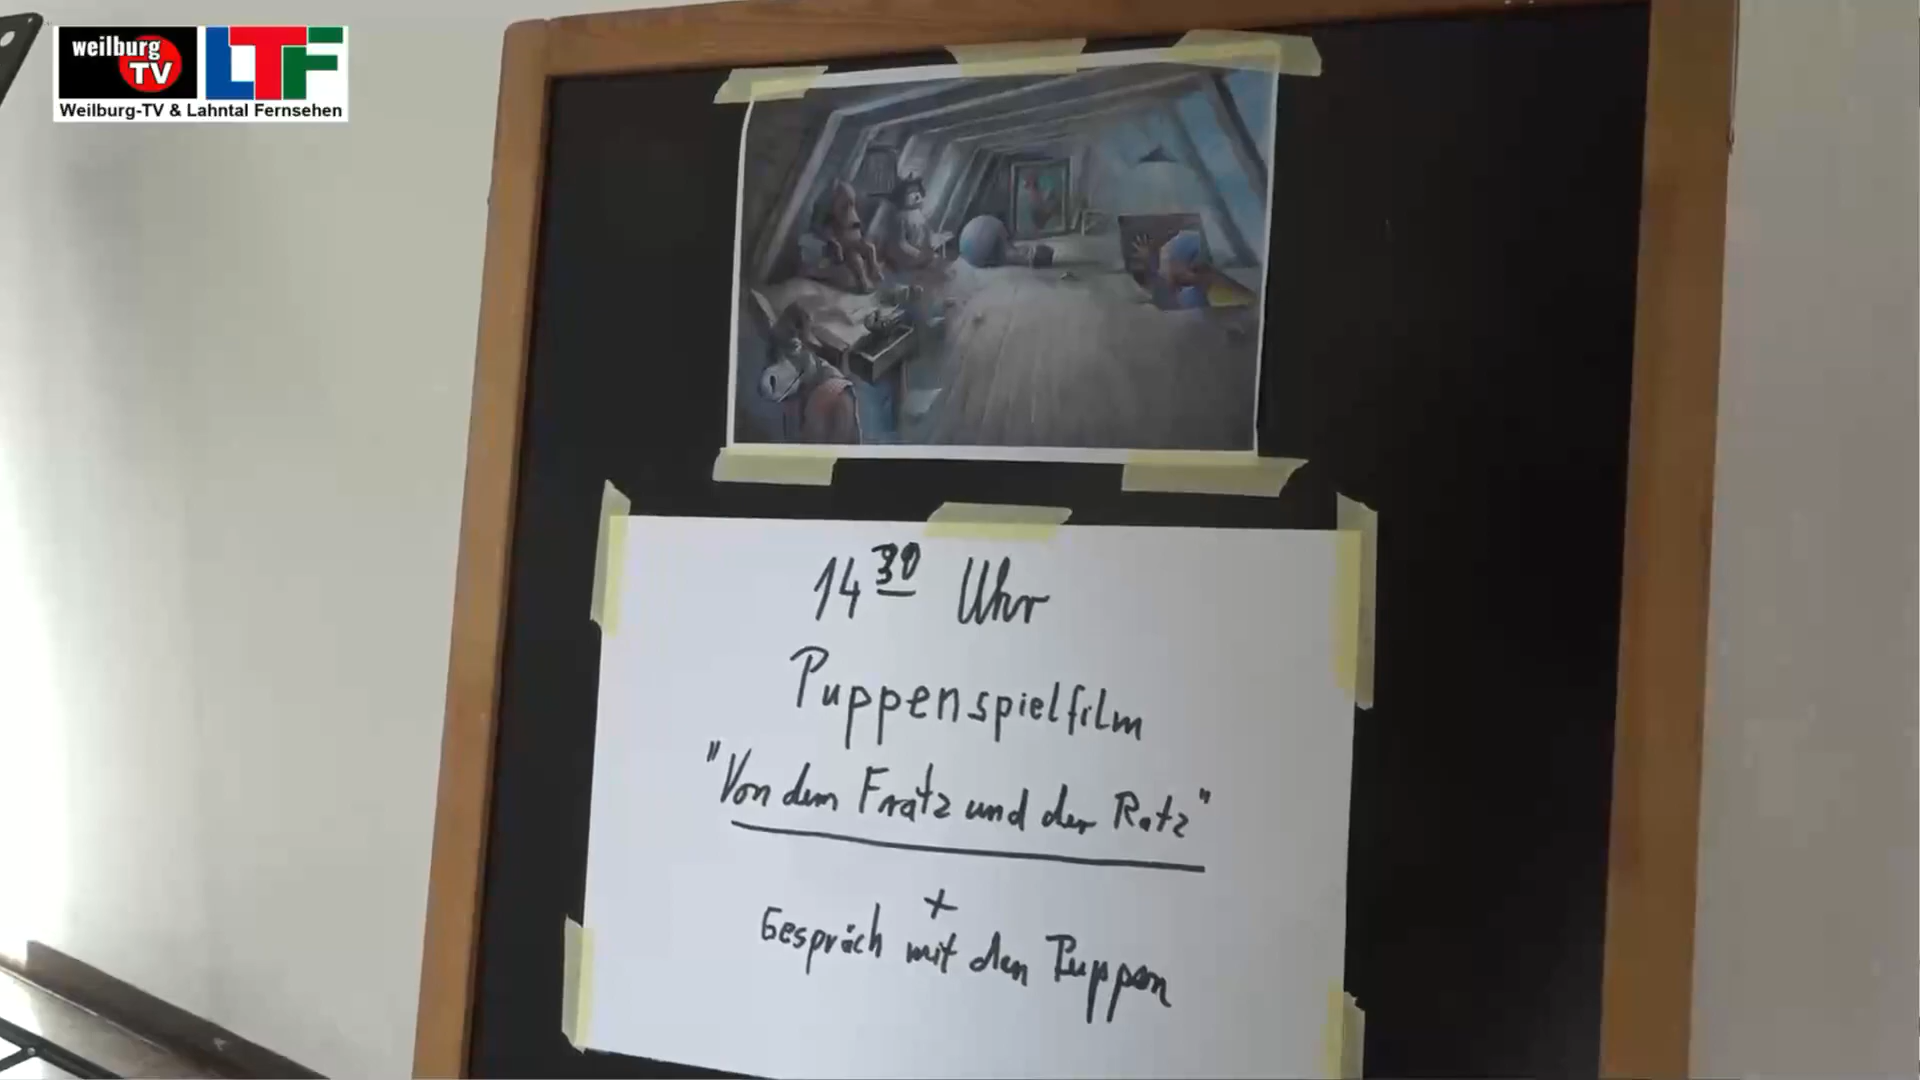 weilburg
TV
LTF
Weilburg-TV & Lahntal Fernsehen
14 30 Uhr
Puppenspielfilm
"Von dem Fratz und der Ratz"
+
Gespräch mit den Puppen